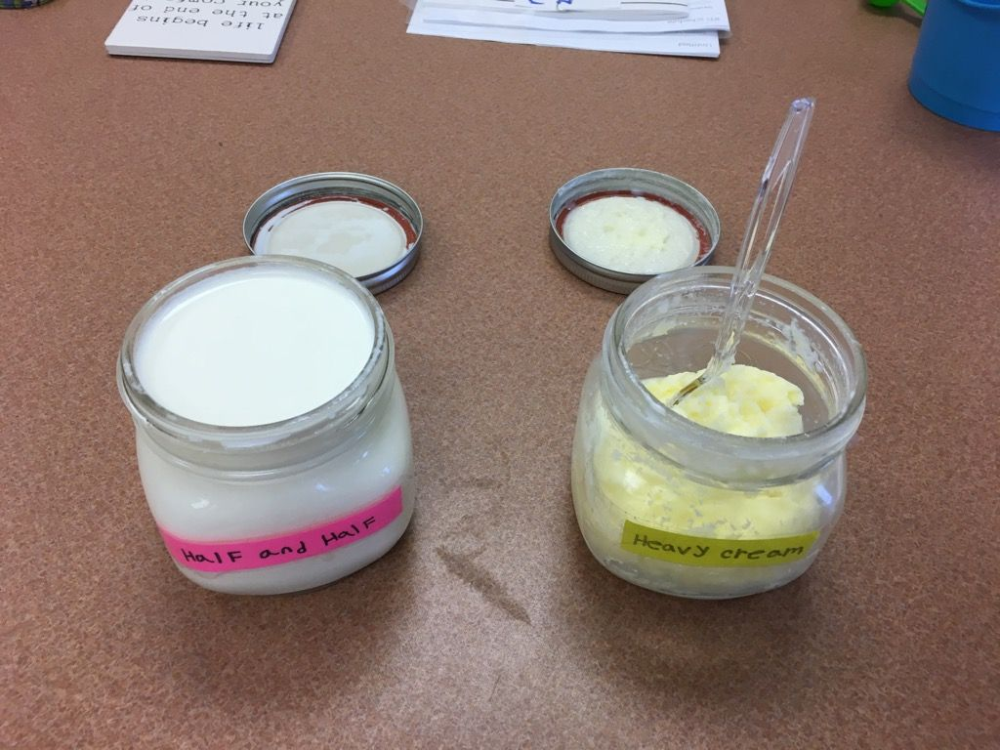 life begins
at the end of
your
Half and Half
Heavy cream